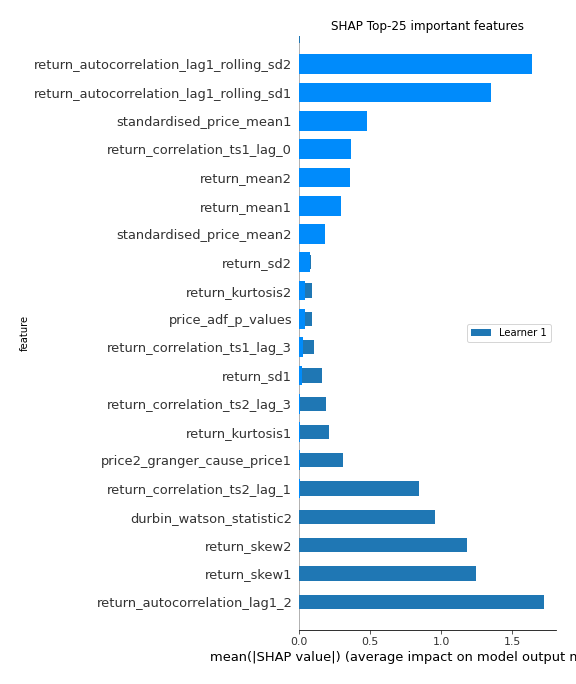 SHAP Top-25 important features
return_autocorrelation_lag1_rolling_sd2
return_autocorrelation_lag1_rolling_sd1
standardised_price_mean1
return_correlation_ts1_lag_0
return_mean2
return_mean1
standardised_price_mean2
return_sd2
return_kurtosis2
price_adf_p_values
return_correlation_ts1_lag_3
return_sd1
return_correlation_ts2_lag_3
return_kurtosis1
price2_granger_cause_price1
return_correlation_ts2_lag_1
durbin_watson_statistic2
return_skew2
return_skew1
return_autocorrelation_lag1_2
feature
Learner 1
0.0 0.5 1.0 1.5
mean(|SHAP value|) (average impact on model output